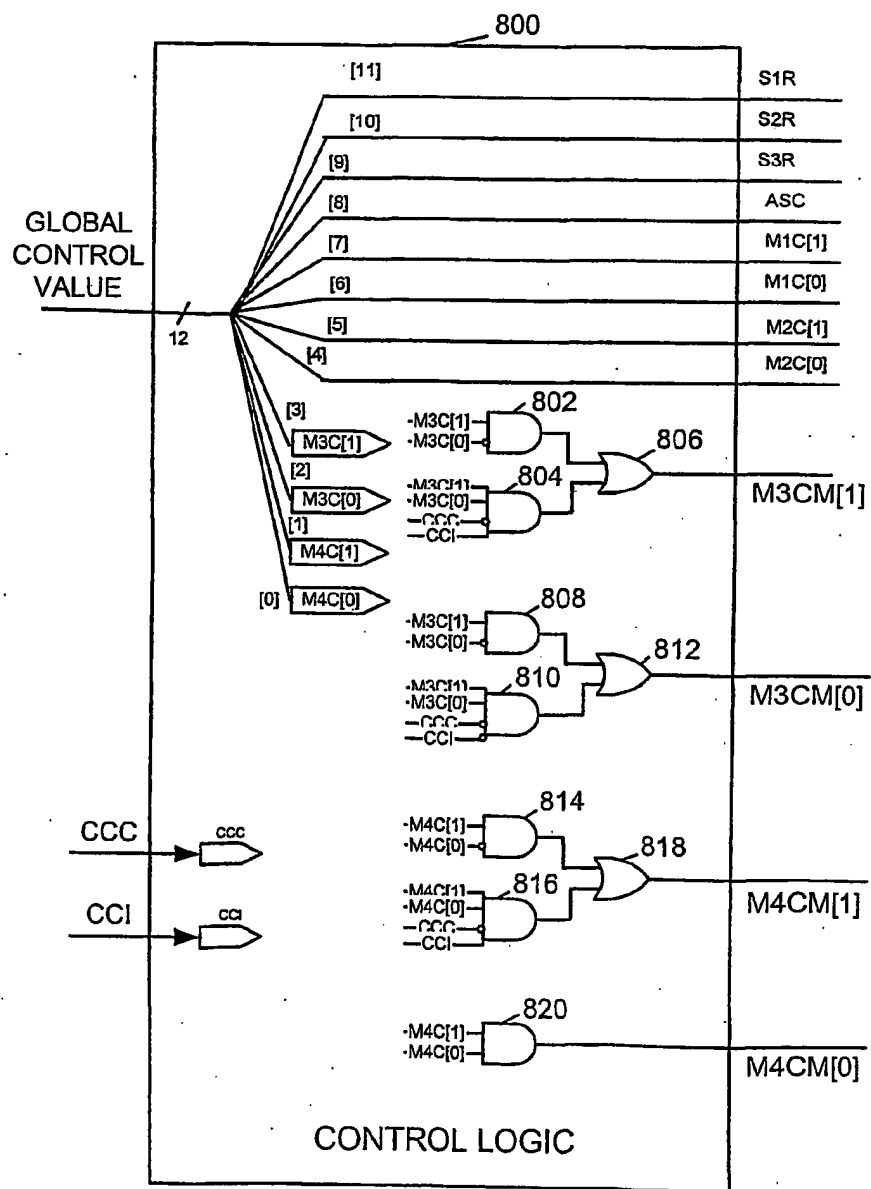 800
[11]
S1R
[10]
S2R
[9]
S3R
[8]
ASC
GLOBAL
CONTROL
VALUE
[7]
M1C[1]
[6]
M1C[0]
12
[5]
M2C[1]
[4]
M2C[0]
[3]
M3C[1]
[2]
M3C[0]
[1]
M4C[1]
[0]
M4C[0]
M3C[1]
M3C[0]
802
M3C[1]
M3C[0]
CCC
CCI
804
806
M3CM[1]
M3C[1]
M3C[0]
808
M3C[1]
M3C[0]
CCC
CCI
810
812
M3CM[0]
CCC
CCC
CCI
CCI
M4C[1]
M4C[0]
814
M4C[1]
M4C[0]
CCC
CCI
816
818
M4CM[1]
M4C[1]
M4C[0]
820
M4CM[0]
CONTROL LOGIC